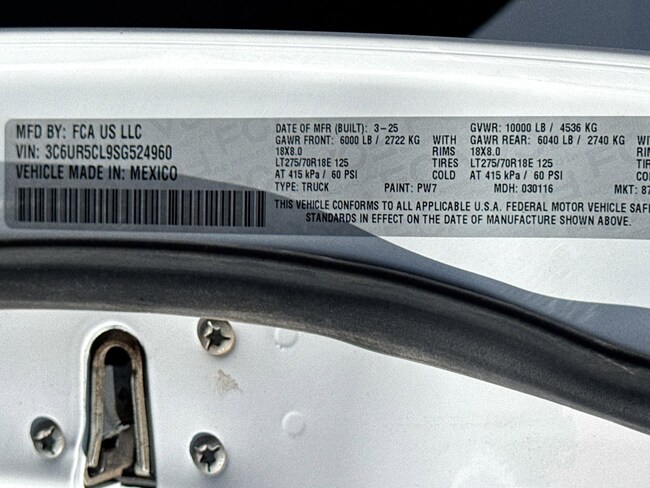 MFD BY: FCA US LLC
VIN: 3C6UR5CL9SG524960
VEHICLE MADE IN: MEXICO
DATE OF MFR (BUILT): 3-25 GVWR: 10000 LB / 4536 KG
GAWR FRONT: 6000 LB / 2722 KG WITH GAWR REAR: 6040 LB / 2740 KG WITH
18X8.0 RIMS 18X8.0 RIMS
LT275/70R18E 125 TIRES LT275/70R18E 125 TIRES
AT 415 kPa / 60 PSI COLD AT 415 kPa / 60 PSI COLD
TYPE: TRUCK PAINT: PW7 MDH: 030116 MKT: 87
THIS VEHICLE CONFORMS TO ALL APPLICABLE U.S.A. FEDERAL MOTOR VEHICLE SAF
STANDARDS IN EFFECT ON THE DATE OF MANUFACTURE SHOWN ABOVE.